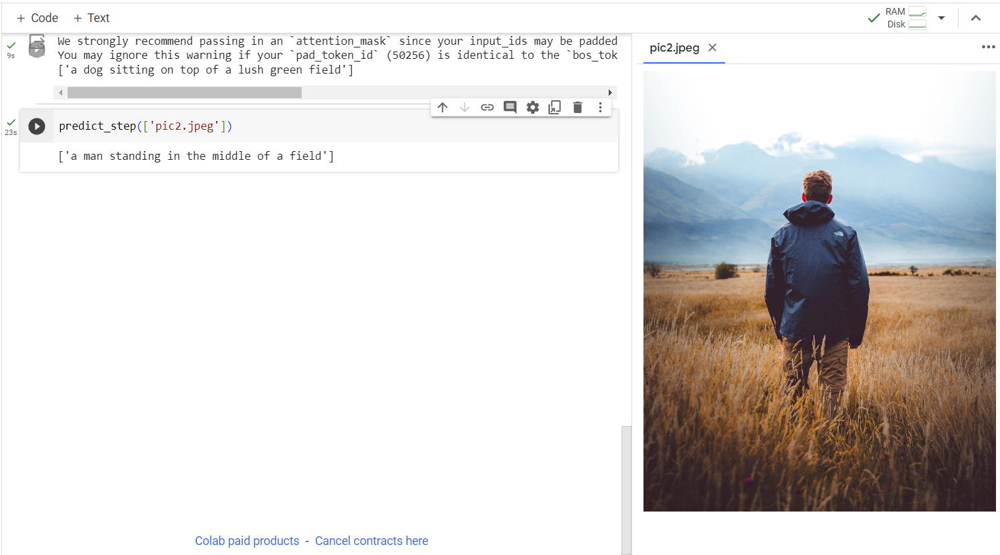 + Code + Text
RAM
Disk
9s
We strongly recommend passing in an `attention_mask` since your input_ids may be padded
You may ignore this warning if your `pad_token_id` (50256) is identical to the `bos_tok
['a dog sitting on top of a lush green field']
23s
predict_step(['pic2.jpeg'])
['a man standing in the middle of a field']
Colab paid products - Cancel contracts here
pic2.jpeg